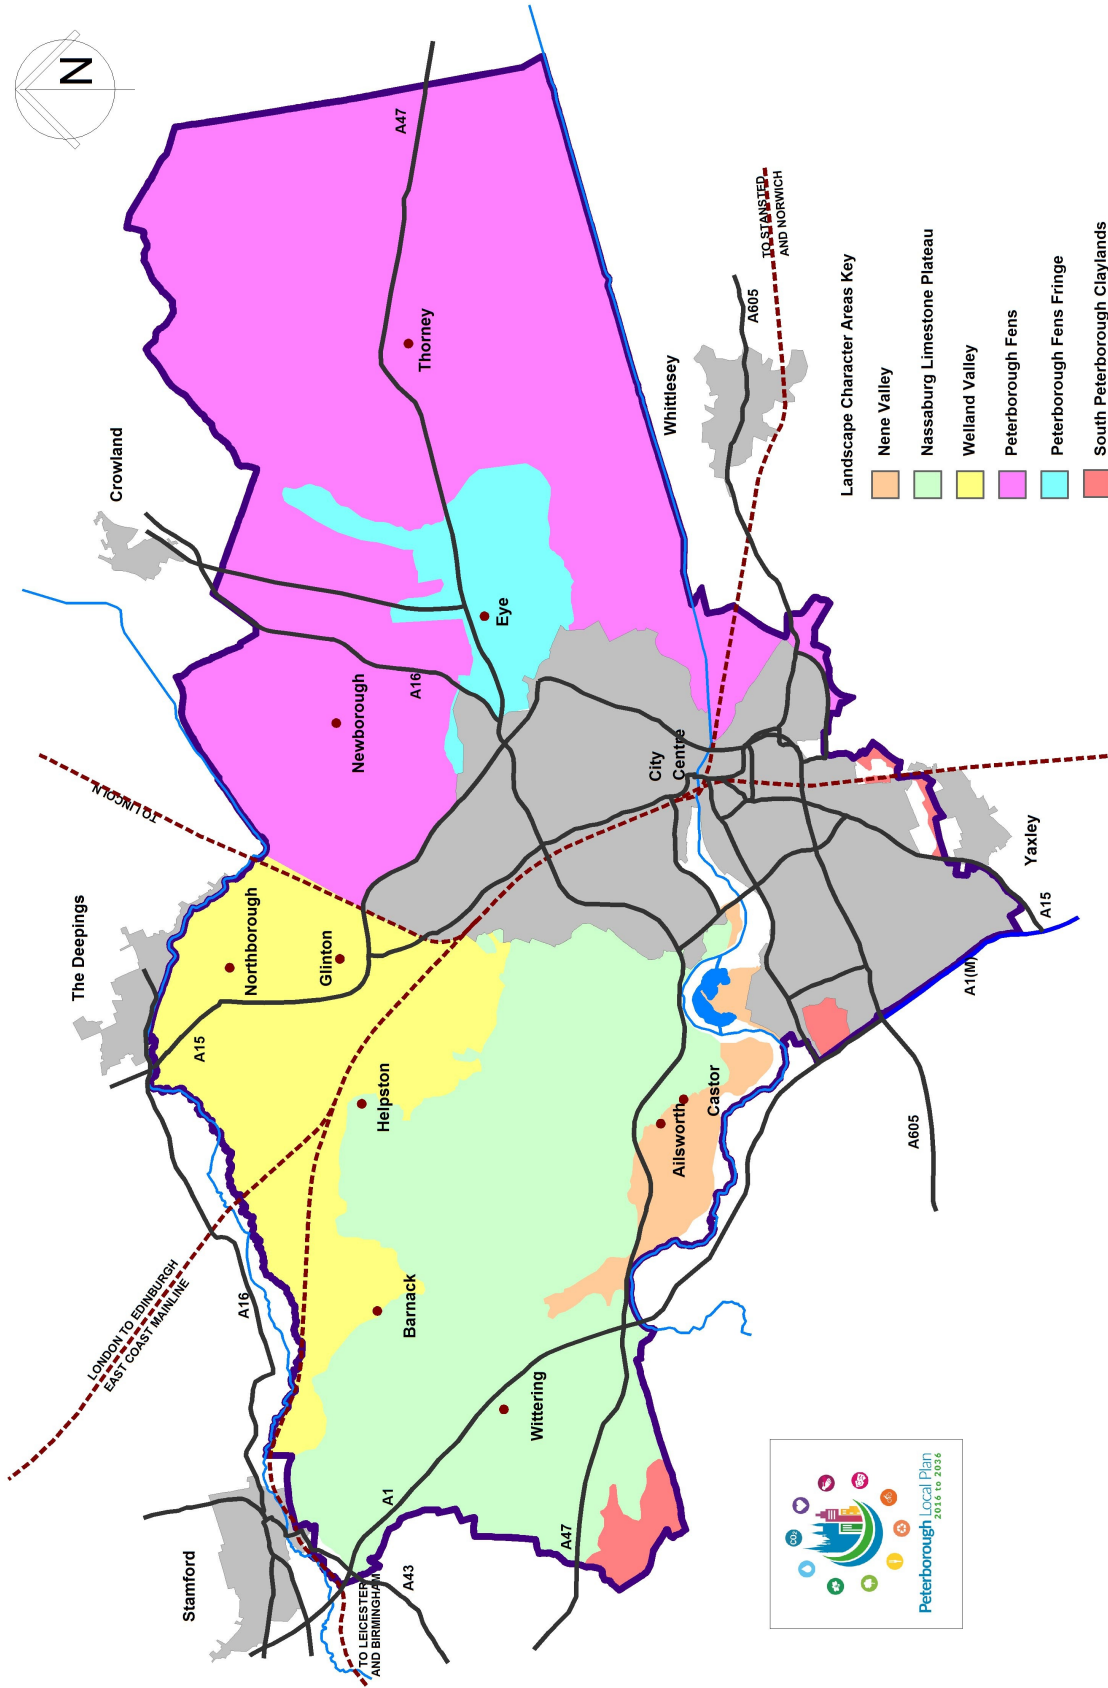 N
Stamford
The Deepings
Crowland
LONDON TO EDINBURGH
EAST COAST MAINLINE
TO LINCOLN
A16
A15
Northborough
Glinton
Helpston
Barnack
Wittering
A1
A43
A47
TO LEICESTER
AND BIRMINGHAM
Newborough
A16
Eye
Thorney
A47
Ailsworth
Castor
City
Centre
Whittlesey
A605
TO STANSTED
AND NORWICH
A605
A1(M)
A15
Yaxley
Landscape Character Areas Key
Nene Valley
Nassaburg Limestone Plateau
Welland Valley
Peterborough Fens
Peterborough Fens Fringe
South Peterborough Claylands
CO2
Peterborough Local Plan
2016 to 2036